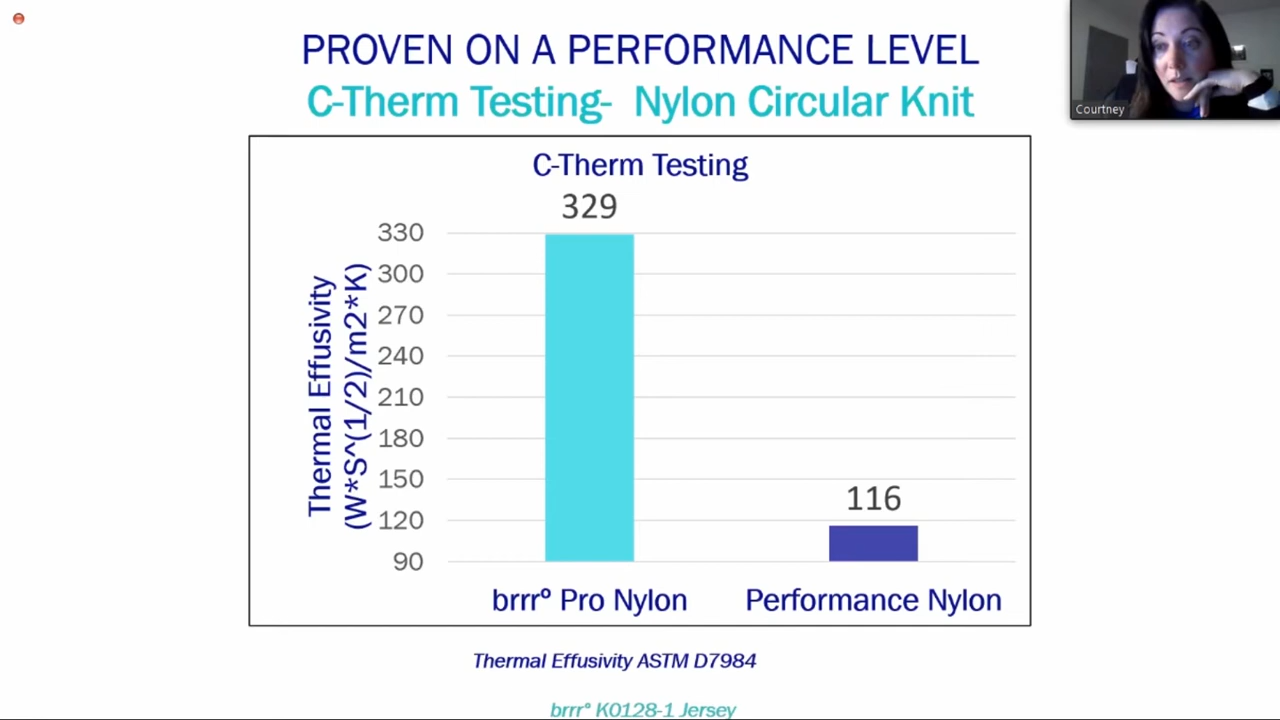 PROVEN ON A PERFORMANCE LEVEL
C-Therm Testing- Nylon Circular Knit
Courtney
C-Therm Testing
329
330
300
270
240
210
180
150
120
90
Thermal Effusivity
(W*S^(1/2)/m2*K)
116
brrr° Pro Nylon
Performance Nylon
Thermal Effusivity ASTM D7984
brrr° K0128-1 Jersey